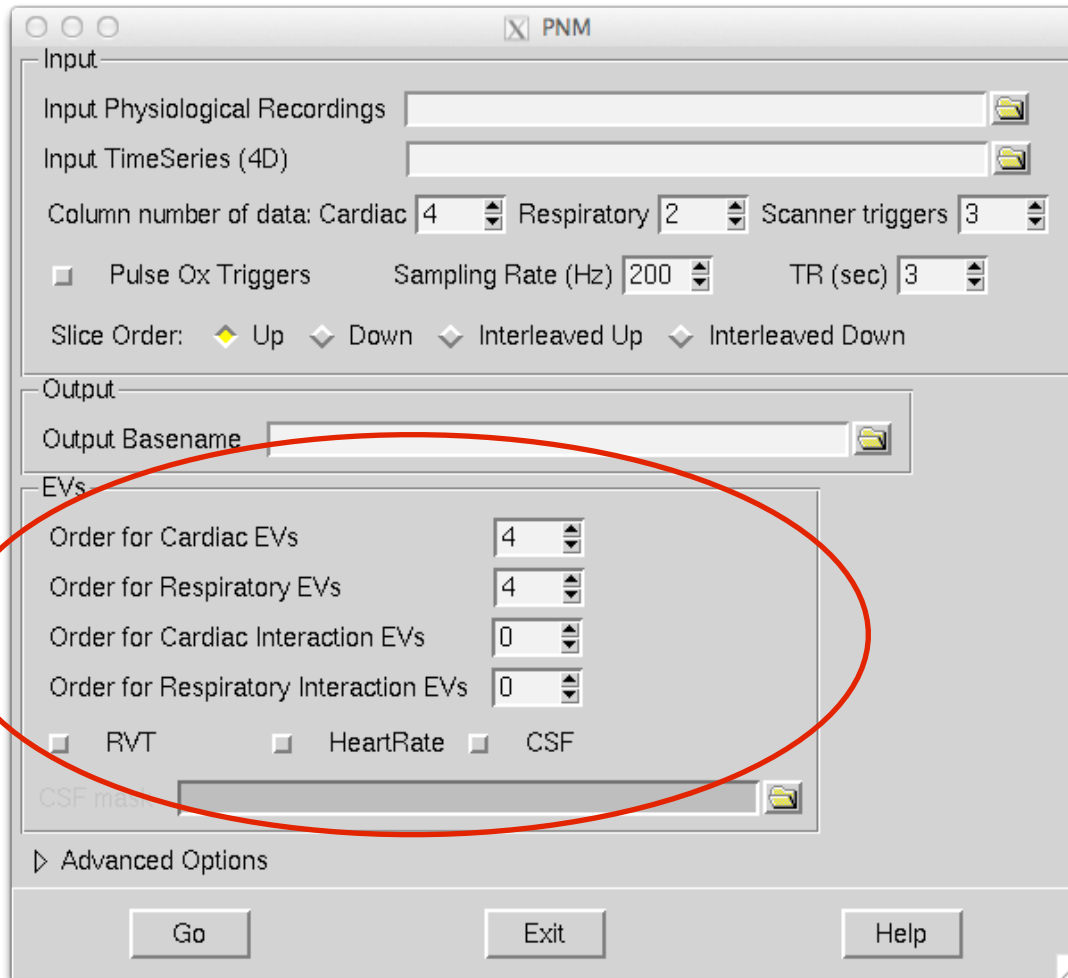 PNM
Input
Input Physiological Recordings
Input TimeSeries (4D)
Column number of data: Cardiac 4 Respiratory 2 Scanner triggers 3
Pulse Ox Triggers Sampling Rate (Hz) 200 TR (sec) 3
Slice Order: Up Down Interleaved Up Interleaved Down
Output
Output Basename
EVs
Order for Cardiac EVs 4
Order for Respiratory EVs 4
Order for Cardiac Interaction EVs 0
Order for Respiratory Interaction EVs 0
RVT HeartRate CSF
CSF mask
Advanced Options
Go Exit Help